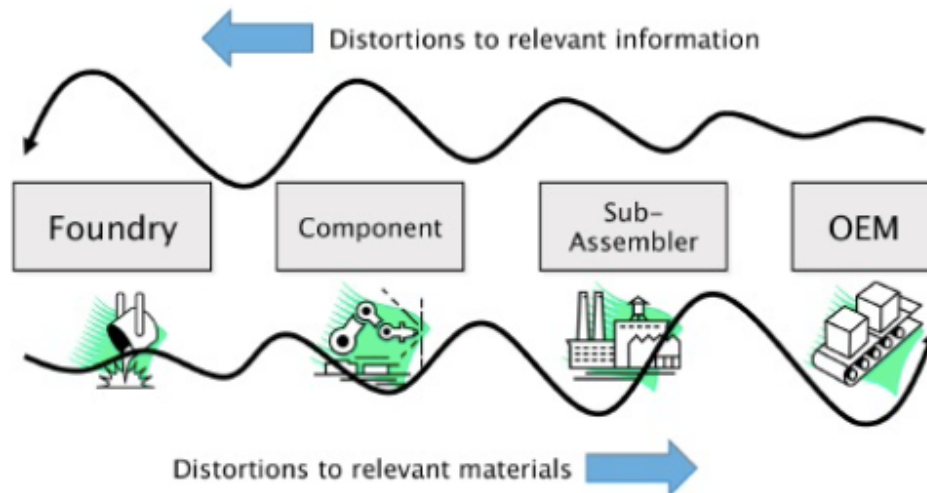 Distortions to relevant information
Foundry
Component
Sub-
Assembler
OEM
Distortions to relevant materials